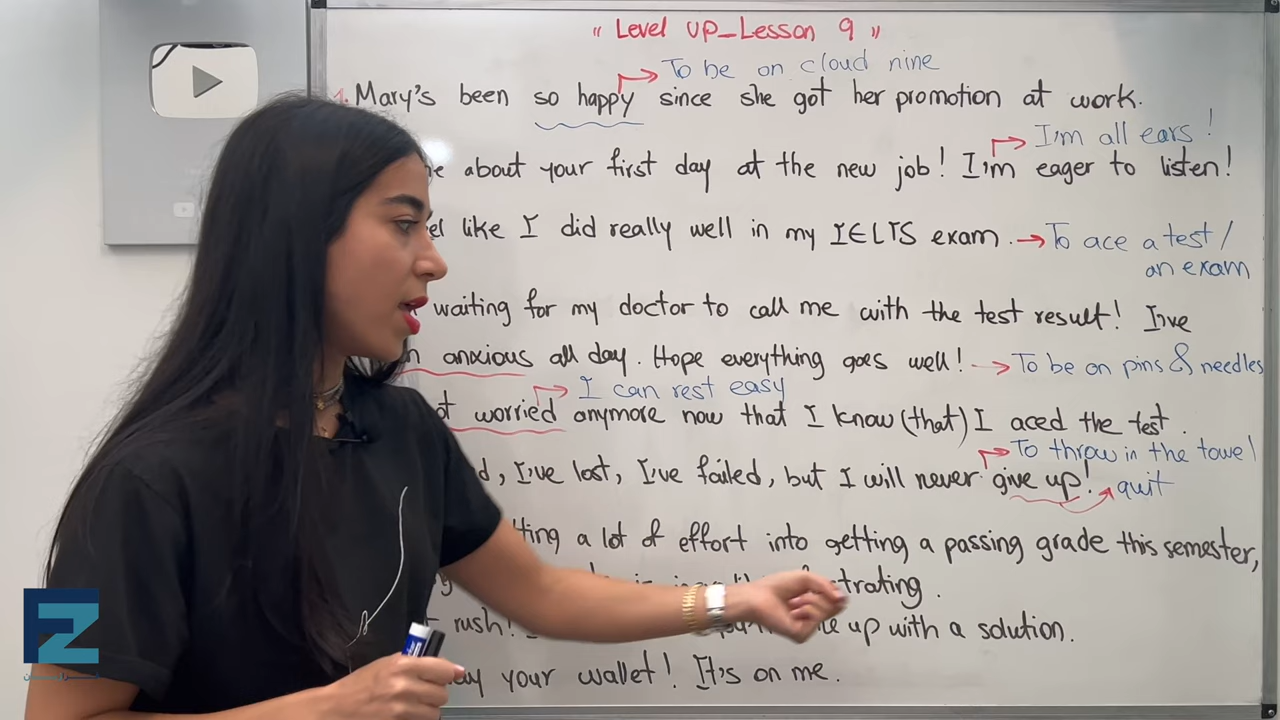 " Level up_Lesson 9 "
To be on cloud nine
1. Mary's been so happy since she got her promotion at work.
I'm all ears!
about your first day at the new job! I'm eager to listen!
like I did really well in my IELTS exam. To ace a test /
an exam
waiting for my doctor to call me with the test result! I've
anxious all day. Hope everything goes well! To be on pins & needles
I can rest easy
worried anymore now that I know (that) I aced the test.
To throw in the towel
I've lost, I've failed, but I will never give up! quit
a lot of effort into getting a passing grade this semester,
rush! up with a solution.
your wallet! It's on me.
EZ